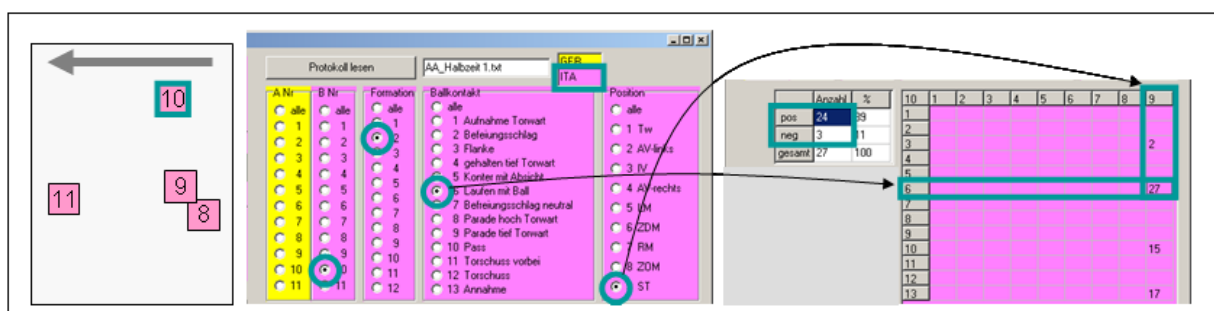 10
11
9
8
Protokoll lesen
AA_Halbzeit 1.txt
GER
ITA
A Nr
alle
1
2
3
4
5
6
7
8
9
10
11
B Nr
alle
1
2
3
4
5
6
7
8
9
10
11
Formation
alle
1
2
3
4
5
6
7
8
9
10
11
12
Ballkontakt
alle
1 Aufnahme Torwart
2 Befeiungsschlag
3 Flanke
4 gehalten tief Torwart
5 Konter mit Absicht
6 Laufen mit Ball
7 Befreiungsschlag neutral
8 Parade hoch Torwart
9 Parade tief Torwart
10 Pass
11 Torschuss vorbei
12 Torschuss
13 Annahme
Position
alle
1 Tw
2 AV-links
3 IV
4 AV-rechts
5 LM
6 ZDM
7 RM
8 ZOM
ST
Anzahl %
pos 24 89
neg 3 11
gesamt 27 100
10 1 2 3 4 5 6 7 8 9
1
2
3 2
4
5
6 27
7
8
9
10 15
11
12
13 17